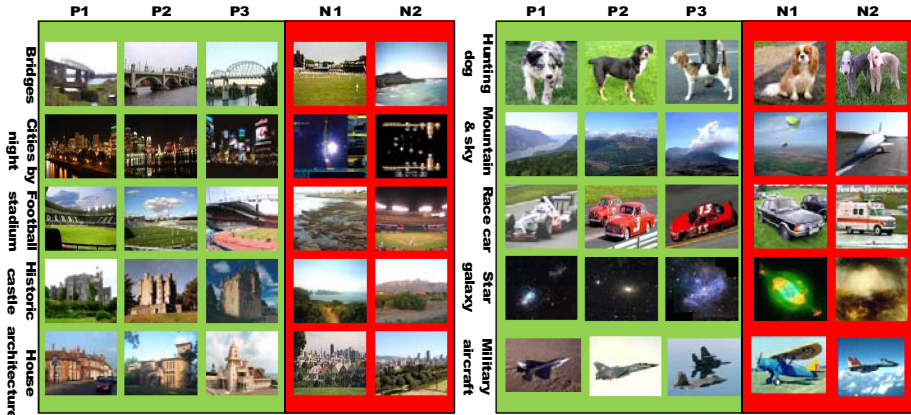 P1 P2 P3 N1 N2
Bridges
Cities by
night
Football
stadium
Historic
castle
House
architecture
P1 P2 P3 N1 N2
Hunting
dog
Mountain
& sky
Race car
Star
galaxy
Military
aircraft